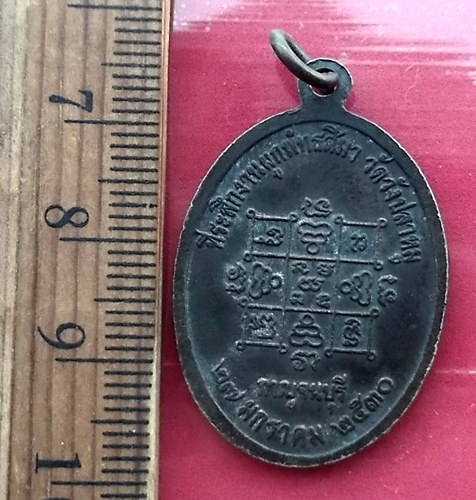 7
8
9
1
ที่ระฤกงานผูกพัทธสีมา วัดวังปลาหมู
กาญจนบุรี
๒๗ มกราคม ๒๕๓๐